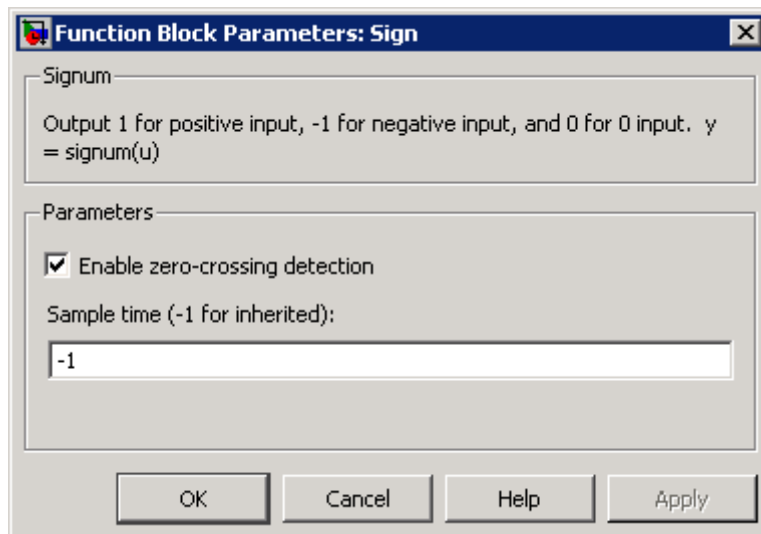 Function Block Parameters: Sign
Signum
Output 1 for positive input, -1 for negative input, and 0 for 0 input.  y
= signum(u)
Parameters
Enable zero-crossing detection
Sample time (-1 for inherited):
-1
OK
Cancel
Help
Apply